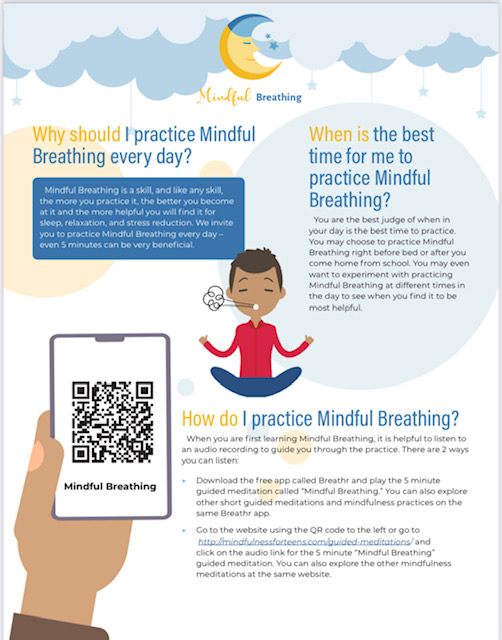 Mindful Breathing
Why should I practice Mindful
Breathing every day?
Mindful Breathing is a skill, and like any skill,
the more you practice it, the better you become
at it and the more helpful you will find it for
sleep, relaxation, and stress reduction. We invite
you to practice Mindful Breathing every day –
even 5 minutes can be very beneficial.
When is the best
time for me to
practice Mindful
Breathing?
You are the best judge of when in
your day is the best time to practice.
You may choose to practice Mindful
Breathing right before bed or after you
come home from school. You may even
want to experiment with practicing
Mindful Breathing at different times in
the day to see when you find it to be
most helpful.
Mindful Breathing
How do I practice Mindful Breathing?
When you are first learning Mindful Breathing, it is helpful to listen to
an audio recording to guide you through the practice. There are 2 ways
you can listen:
Download the free app called Breathr and play the 5 minute
guided meditation called “Mindful Breathing.” You can also explore
other short guided meditations and mindfulness practices on the
same Breathr app.
Go to the website using the QR code to the left or go to
http://mindfulnessforteens.com/guided-meditations/ and
click on the audio link for the 5 minute “Mindful Breathing”
guided meditation. You can also explore the other mindfulness
meditations at the same website.